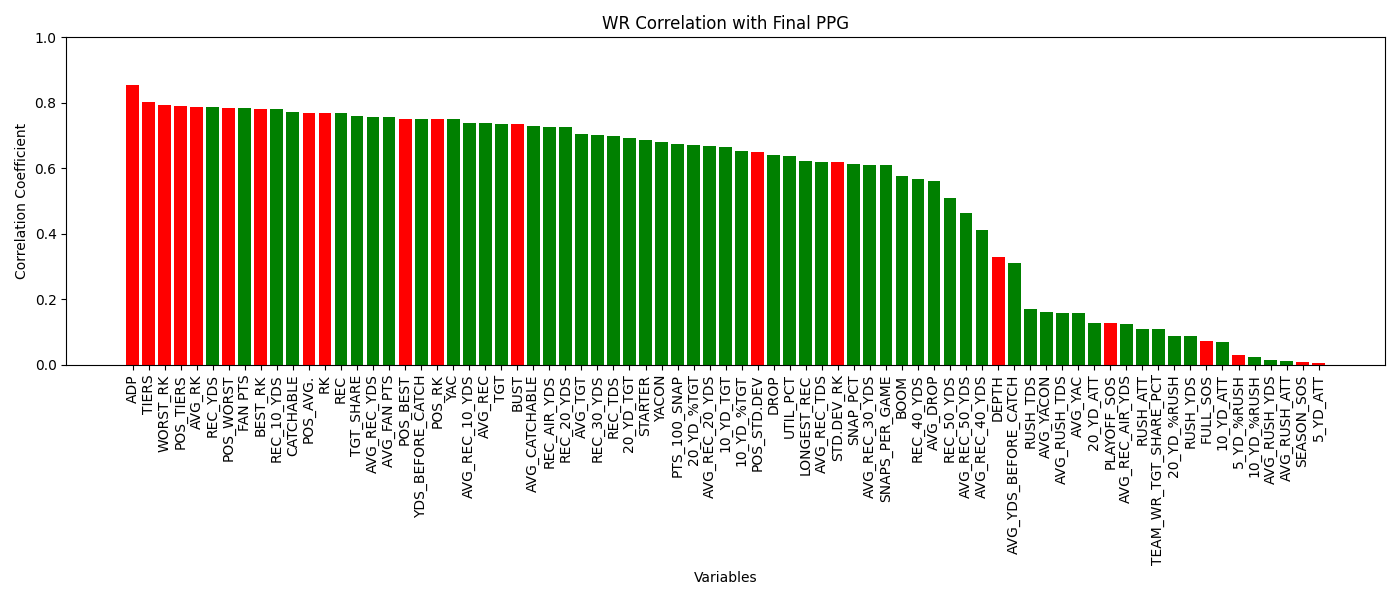 WR Correlation with Final PPG
Correlation Coefficient
1.0
0.8
0.6
0.4
0.2
0.0
ADP
TIERS
WORST_RK
POS_TIERS
AVG_RK
REC_YDS
POS_WORST
FAN PTS
BEST_RK
REC_10_YDS
CATCHABLE
POS_AVG.
RK
REC
TGT_SHARE
AVG_REC_YDS
AVG_FAN PTS
POS_BEST
YDS_BEFORE_CATCH
POS_RK
YAC
AVG_REC_10_YDS
AVG_REC
TGT
BUST
AVG_CATCHABLE
REC_AIR_YDS
REC_20_YDS
AVG_TGT
REC_30_YDS
REC_TDS
20_YD_TGT
STARTER
YACON
PTS_100_SNAP
20_YD_%TGT
AVG_REC_20_YDS
10_YD_TGT
10_YD_%TGT
POS_STD.DEV
DROP
UTIL_PCT
LONGEST_REC
AVG_REC_TDS
STD.DEV_RK
SNAP_PCT
AVG_REC_30_YDS
SNAPS_PER_GAME
BOOM
REC_40_YDS
AVG_DROP
REC_50_YDS
AVG_REC_50_YDS
AVG_REC_40_YDS
DEPTH
AVG_YDS_BEFORE_CATCH
RUSH_TDS
AVG_YACON
AVG_RUSH_TDS
AVG_YAC
20_YD_ATT
PLAYOFF_SOS
AVG_REC_AIR_YDS
RUSH_ATT
TEAM_WR_TGT_SHARE_PCT
20_YD_%RUSH
RUSH_YDS
FULL_SOS
10_YD_ATT
5_YD_%RUSH
10_YD_%RUSH
AVG_RUSH_YDS
AVG_RUSH_ATT
SEASON_SOS
5_YD_ATT
Variables